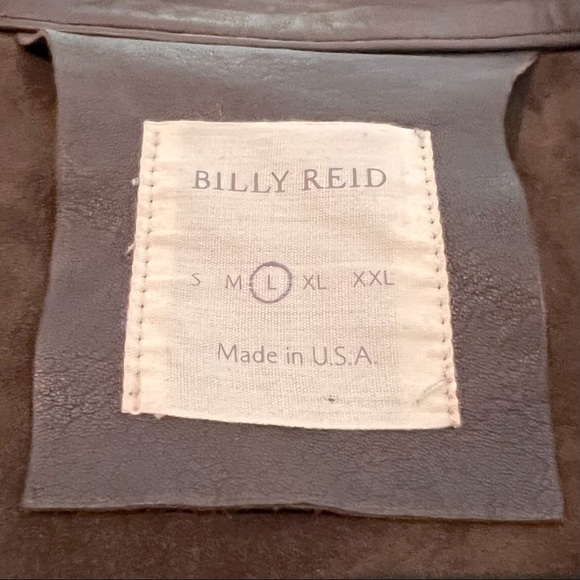 BILLY REID
S M L XL XXL
Made in U.S.A.